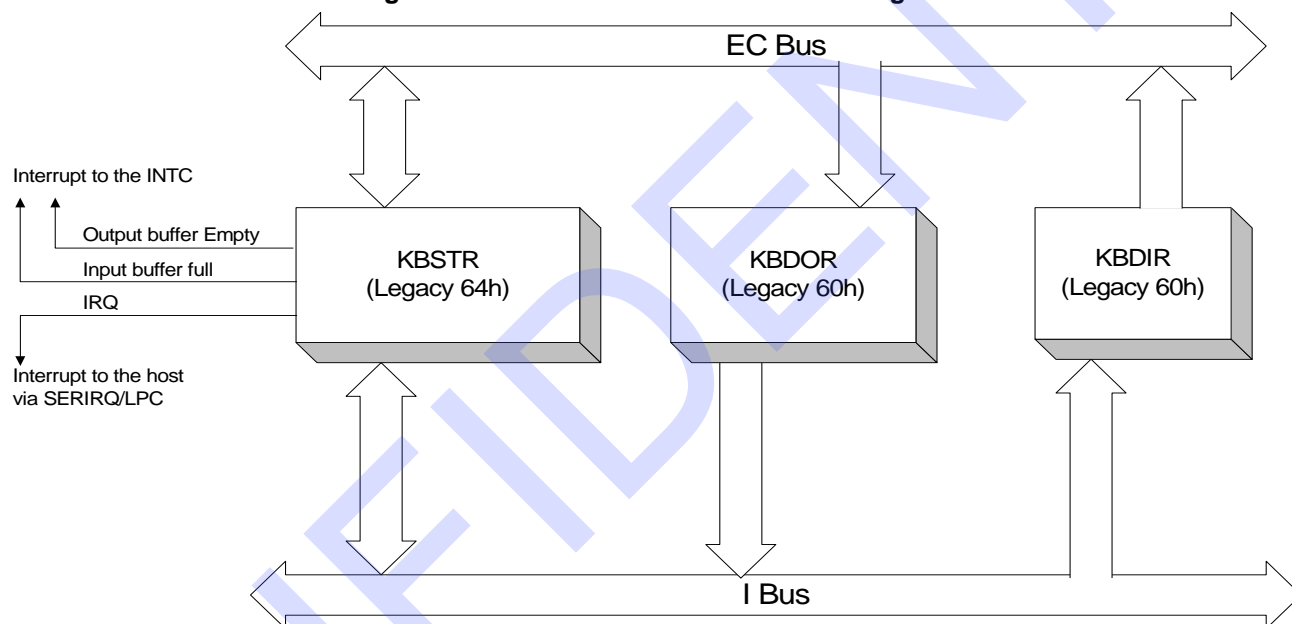 EC Bus
Interrupt to the INTC
Output buffer Empty
Input buffer full
IRQ
Interrupt to the host
via SERIRQ/LPC
KBSTR
(Legacy 64h)
KBDOR
(Legacy 60h)
KBDIR
(Legacy 60h)
I Bus